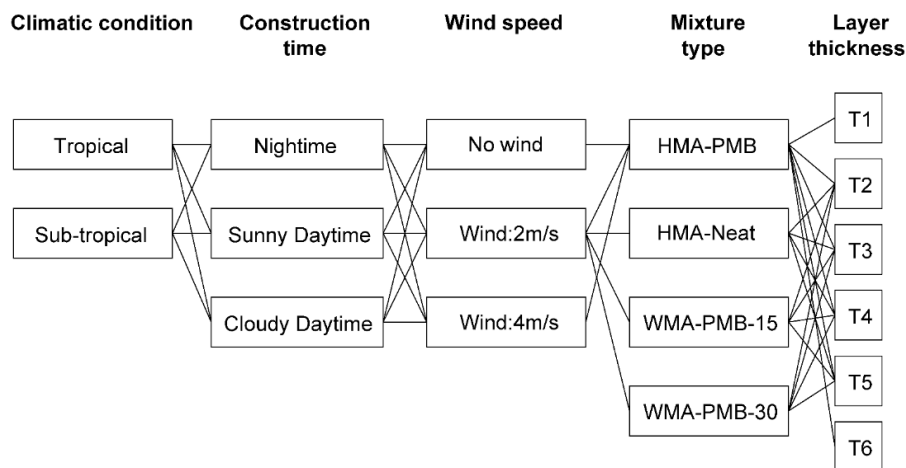 Climatic condition
Construction
time
Wind speed
Mixture
type
Layer
thickness
Tropical
Sub-tropical
Nightime
Sunny Daytime
Cloudy Daytime
No wind
Wind:2m/s
Wind:4m/s
HMA-PMB
HMA-Neat
WMA-PMB-15
WMA-PMB-30
T1
T2
T3
T4
T5
T6